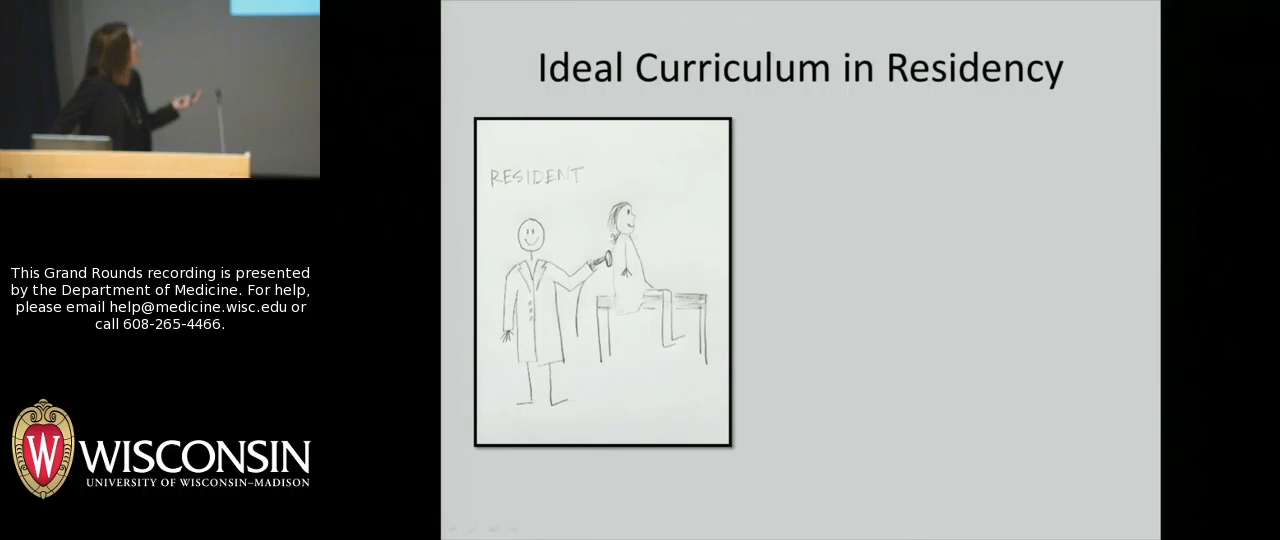 Ideal Curriculum in Residency
RESIDENT
This Grand Rounds recording is presented
by the Department of Medicine. For help,
please email help@medicine.wisc.edu or
call 608-265-4466.
W
WISCONSIN
UNIVERSITY OF WISCONSIN–MADISON